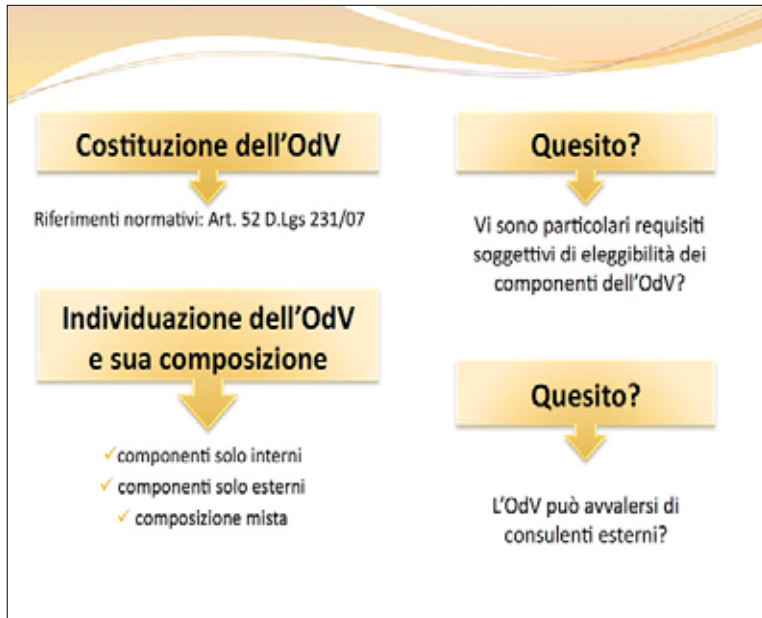 Costituzione dell'OdV
Riferimenti normativi: Art. 52 D.Lgs 231/07
Individuazione dell'OdV
e sua composizione
✓componenti solo interni
✓ componenti solo esterni
✓ composizione mista
Quesito?
Vi sono particolari requisiti
soggettivi di eleggibilità dei
componenti dell'OdV?
Quesito?
L'OdV può avvalersi di
consulenti esterni?